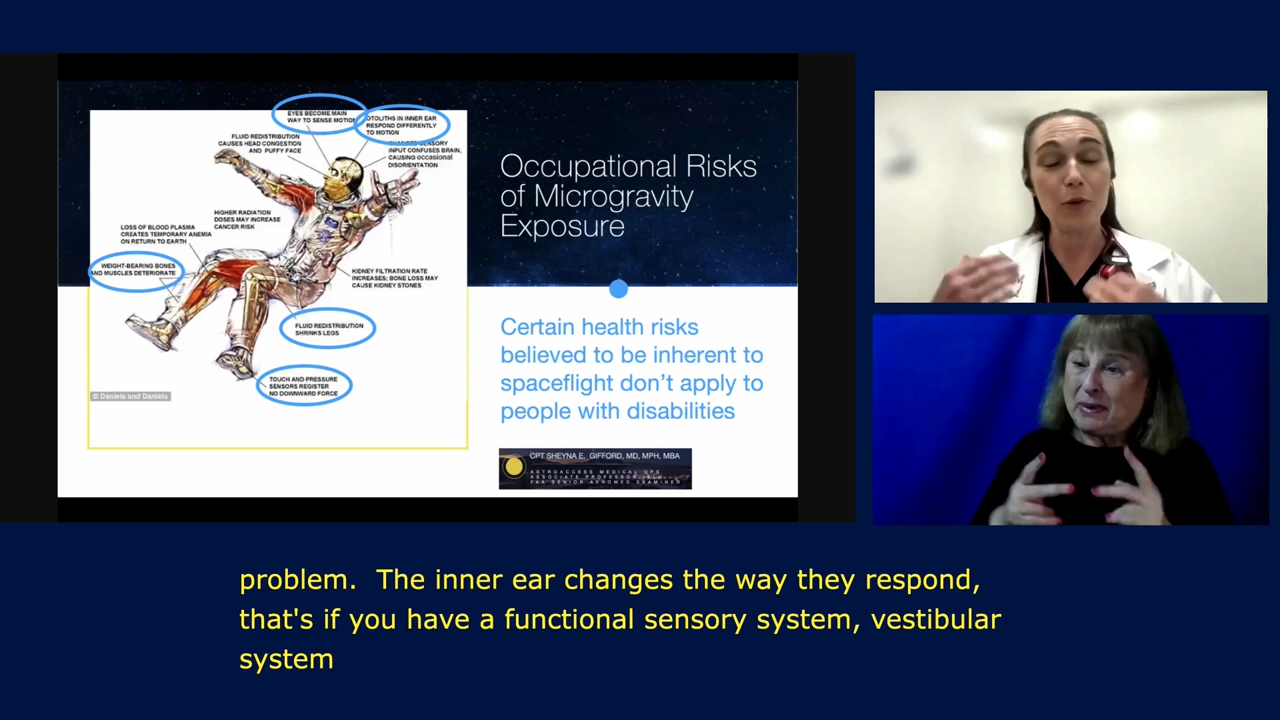 EYES BECOME MAIN
WAY TO SENSE MOTION
OTOLITHS IN INNER EAR
RESPOND DIFFERENTLY
TO MOTION
FLUID REDISTRIBUTION
CAUSES HEAD CONGESTION
AND PUFFY FACE
CHANGED SENSORY
INPUT CONFUSES BRAIN,
CAUSING occasional
DISORIENTATION
HIGHER RADIATION
DOSES MAY INCREASE
CANCER RISK
LOSS OF BLOOD PLASMA
CREATES TEMPORARY ANEMIA
ON RETURN TO EARTH
WEIGHT-BEARING BONES
AND MUSCLES DETERIORATE
KIDNEY FILTRATION RATE
INCREASES; BONE LOSS MAY
CAUSE KIDNEY STONES
FLUID REDISTRIBUTION
SHRINKS LEGS
TOUCH AND PRESSURE
SENSORS REGISTER
NO DOWNWARD FORCE
© Daniels and Daniels
Occupational Risks
of Microgravity
Exposure
Certain health risks
believed to be inherent to
spaceflight don’t apply to
people with disabilities
CPT SHEYNA E. GIFFORD, MD, MPH, MBA
ASTROACCESS MEDICAL OPS
ASSOCIATE PROFESSOR, SLU
FAA SENIOR AEROMED EXAMINER
problem.  The inner ear changes the way they respond,
that's if you have a functional sensory system, vestibular
system